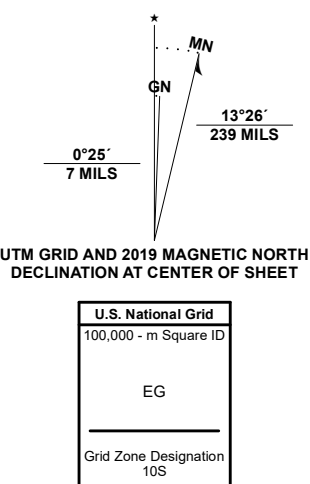 ★
MN
GN
13°26´
239 MILS
0°25´
7 MILS
UTM GRID AND 2019 MAGNETIC NORTH
DECLINATION AT CENTER OF SHEET
U.S. National Grid
100,000 - m Square ID
EG
Grid Zone Designation
10S